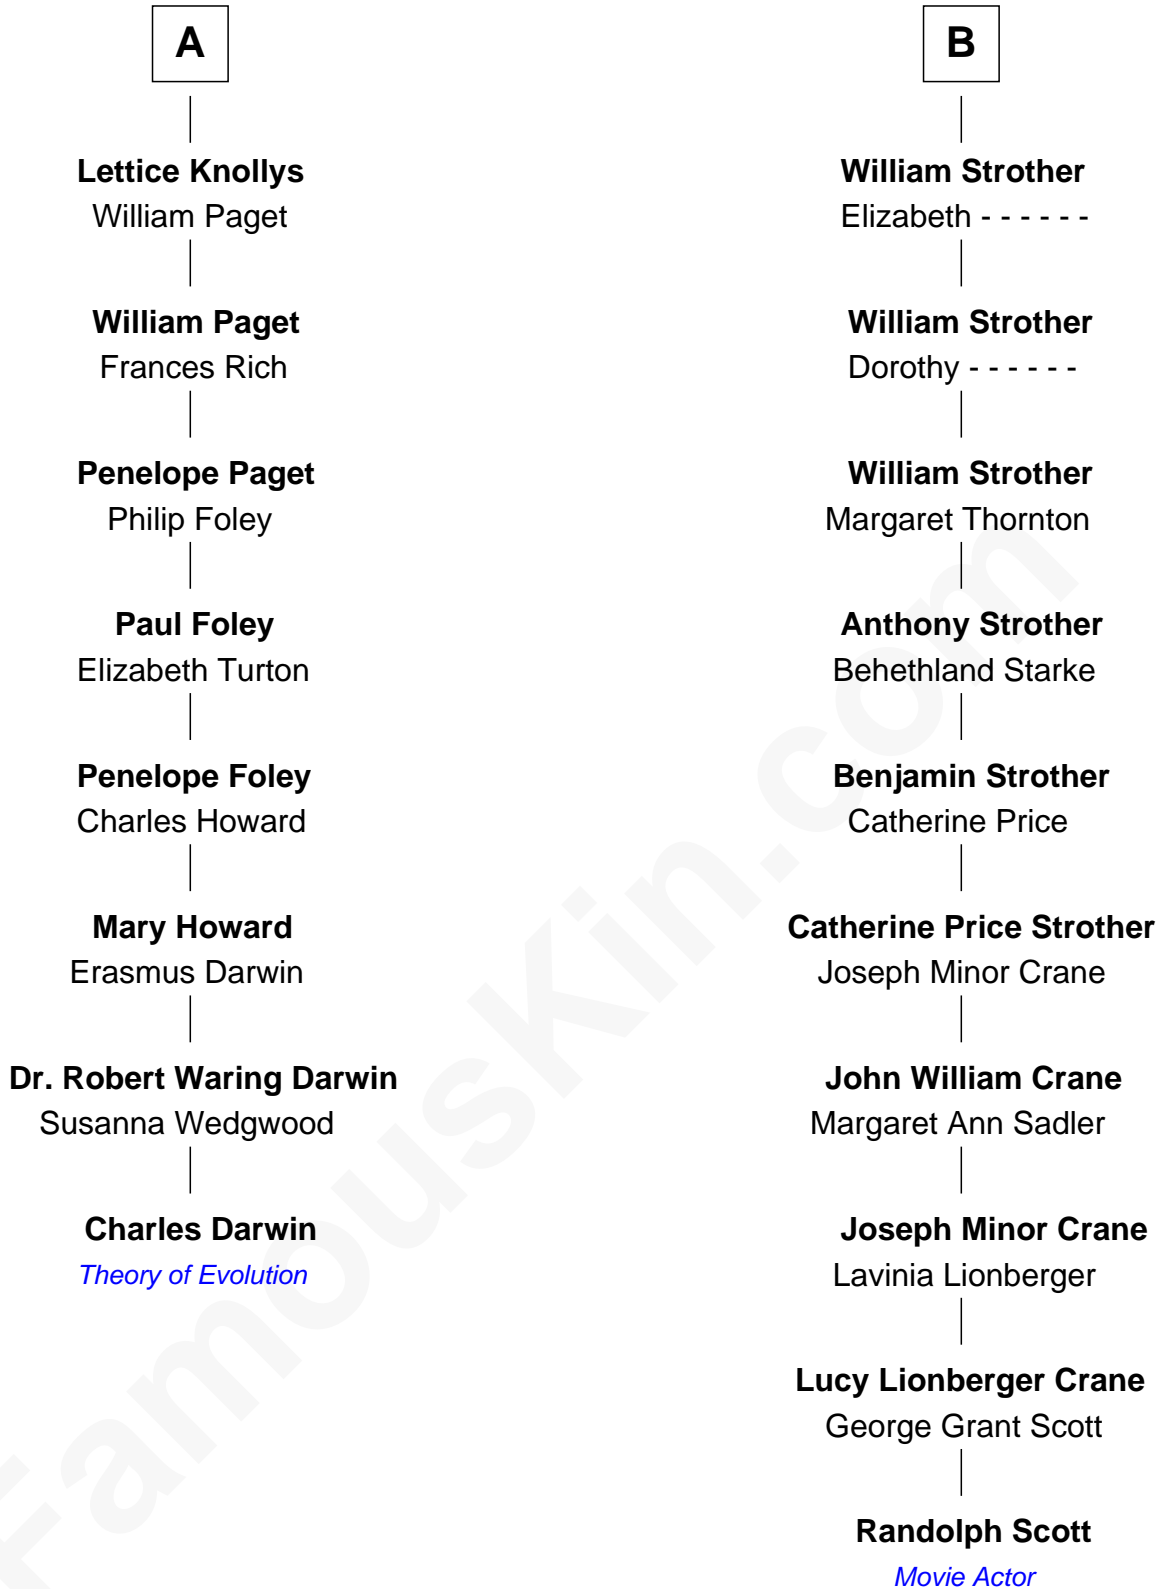 A
Lettice Knollys
William Paget
William Paget
Frances Rich
Penelope Paget
Philip Foley
Paul Foley
Elizabeth Turton
Penelope Foley
Charles Howard
Mary Howard
Erasmus Darwin
Dr. Robert Waring Darwin
Susanna Wedgwood
Charles Darwin
Theory of Evolution
B
William Strother
Elizabeth - - - - - -
William Strother
Dorothy - - - - - -
William Strother
Margaret Thornton
Anthony Strother
Behethland Starke
Benjamin Strother
Catherine Price
Catherine Price Strother
Joseph Minor Crane
John William Crane
Margaret Ann Sadler
Joseph Minor Crane
Lavinia Lionberger
Lucy Lionberger Crane
George Grant Scott
Randolph Scott
Movie Actor
FamousKin.com